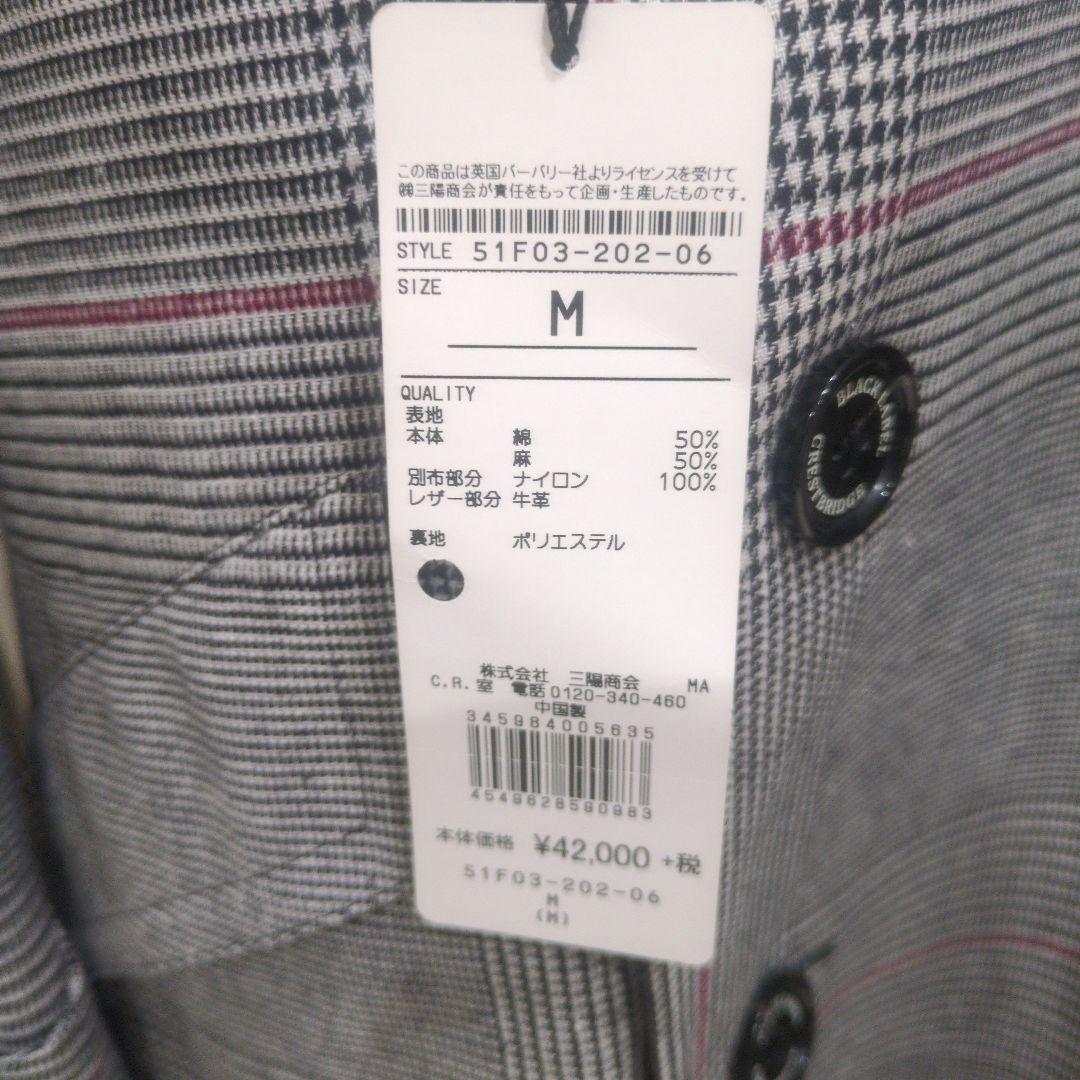 この商品は英国バーバリー社よりライセンスを受けて
㈱三陽商会が責任をもって企画・生産したものです。
STYLE 51F03-202-06
SIZE
M
QUALITY
表地
本体 綿 50%
麻 50%
別布部分 ナイロン 100%
レザー部分 牛革
裏地 ポリエステル
株式会社 三陽商会 MA
C.R.室 電話0120-340-460
中国製
345984005635
4549628590983
本体価格 ¥42,000 +税
51F03-202-06
M
(M)
BLACK LABEL
CRESTBRIDGE